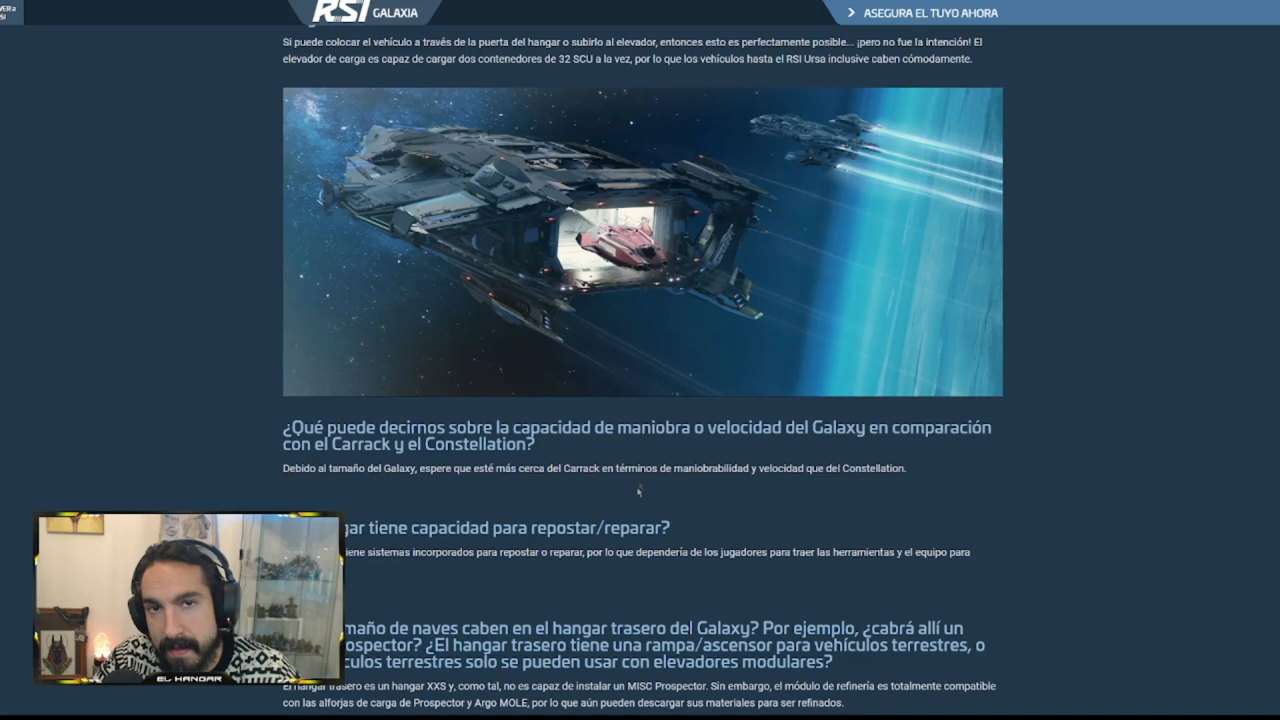 VER a
RSI GALAXIA
ASEGURA EL TUYO AHORA
Si puede colocar el vehículo a través de la puerta del hangar o subirlo al elevador, entonces esto es perfectamente posible... ¡pero no fue la intención! El
elevador de carga es capaz de cargar dos contenedores de 32 SCU a la vez, por lo que los vehículos hasta el RSI Ursa inclusive caben cómodamente.
¿Qué puede decirnos sobre la capacidad de maniobra o velocidad del Galaxy en comparación
con el Carrack y el Constellation?
Debido al tamaño del Galaxy, espere que esté más cerca del Carrack en términos de maniobrabilidad y velocidad que del Constellation.
gar tiene capacidad para repostar/reparar?
iene sistemas incorporados para repostar o reparar, por lo que dependería de los jugadores para traer las herramientas y el equipo para
maño de naves caben en el hangar trasero del Galaxy? Por ejemplo, ¿cabrá allí un
ospector? ¿El hangar trasero tiene una rampa/ascensor para vehículos terrestres, o
culos terrestres solo se pueden usar con elevadores modulares?
El hangar trasero es un hangar XXS y, como tal, no es capaz de instalar un MISC Prospector. Sin embargo, el módulo de refinería es totalmente compatible
con las alforjas de carga de Prospector y Argo MOLE, por lo que aún pueden descargar sus materiales para ser refinados.
EL HANGAR